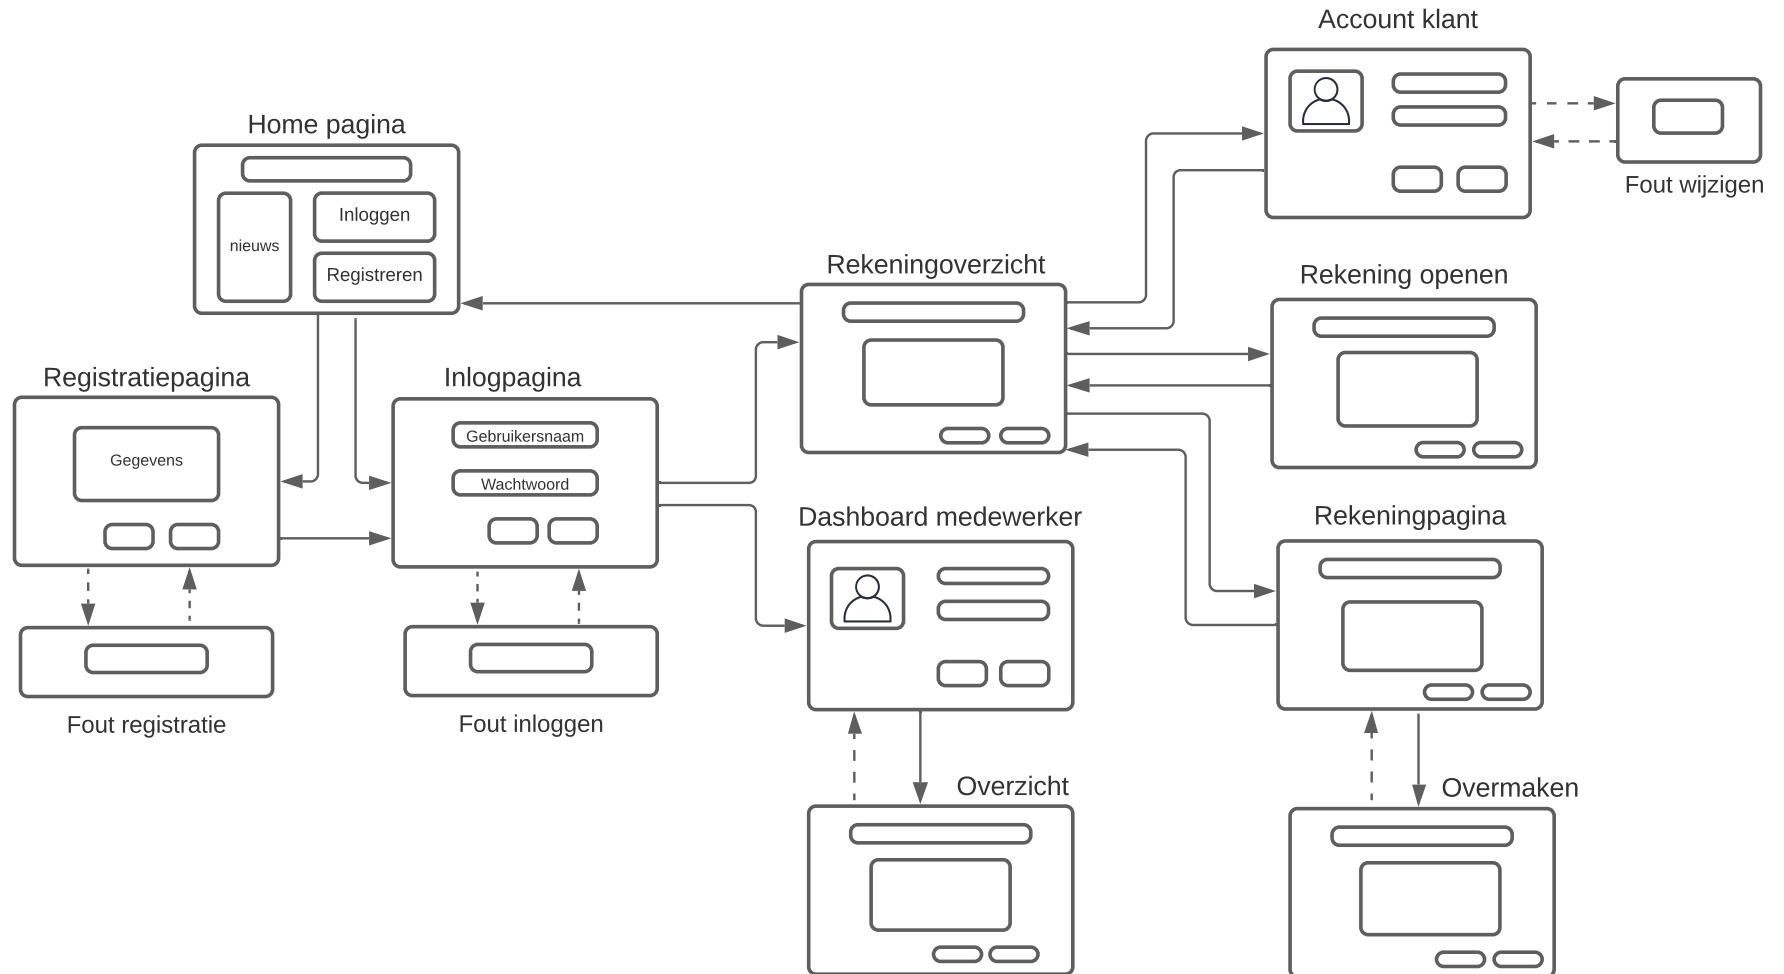 Account klant
Fout wijzigen
Home pagina
nieuws
Inloggen
Registreren
Rekeningoverzicht
Rekening openen
Registratiepagina
Gegevens
Inlogpagina
Gebruikersnaam
Wachtwoord
Dashboard medewerker
Rekeningpagina
Fout registratie
Fout inloggen
Overzicht
Overmaken